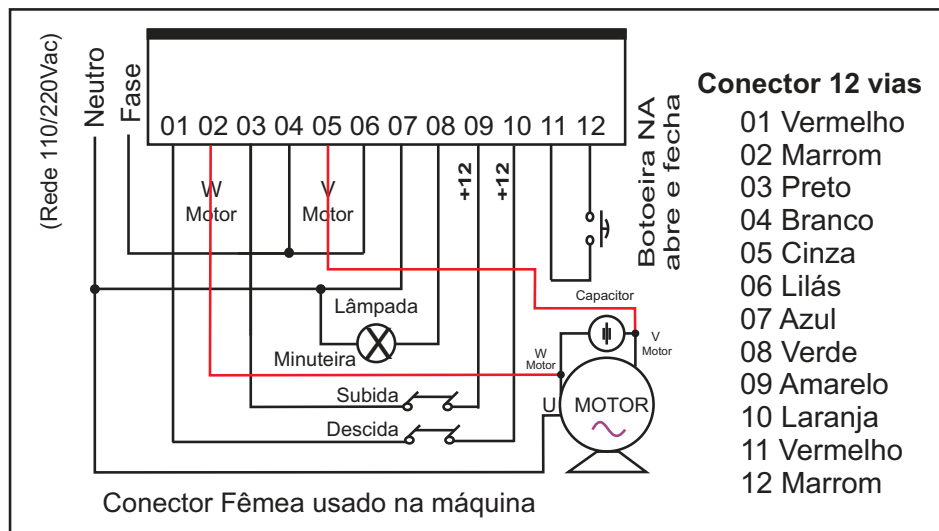 (Rede 110/220Vac)
Neutro
Fase
01 02 03 04 05 06 07 08 09 10 11 12
W
Motor
V
Motor
+12
+12
Botoeira NA
abre e fecha
Lâmpada
Minuteira
Capacitor
W
Motor
V
Motor
Subida
Descida
U
MOTOR
Conector Fêmea usado na máquina
Conector 12 vias
01 Vermelho
02 Marrom
03 Preto
04 Branco
05 Cinza
06 Lilás
07 Azul
08 Verde
09 Amarelo
10 Laranja
11 Vermelho
12 Marrom